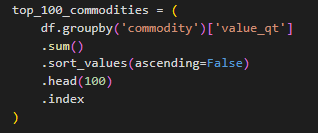 top_100_commodities = (
    df.groupby('commodity')['value_qt']
    .sum()
    .sort_values(ascending=False)
    .head(100)
    .index
)